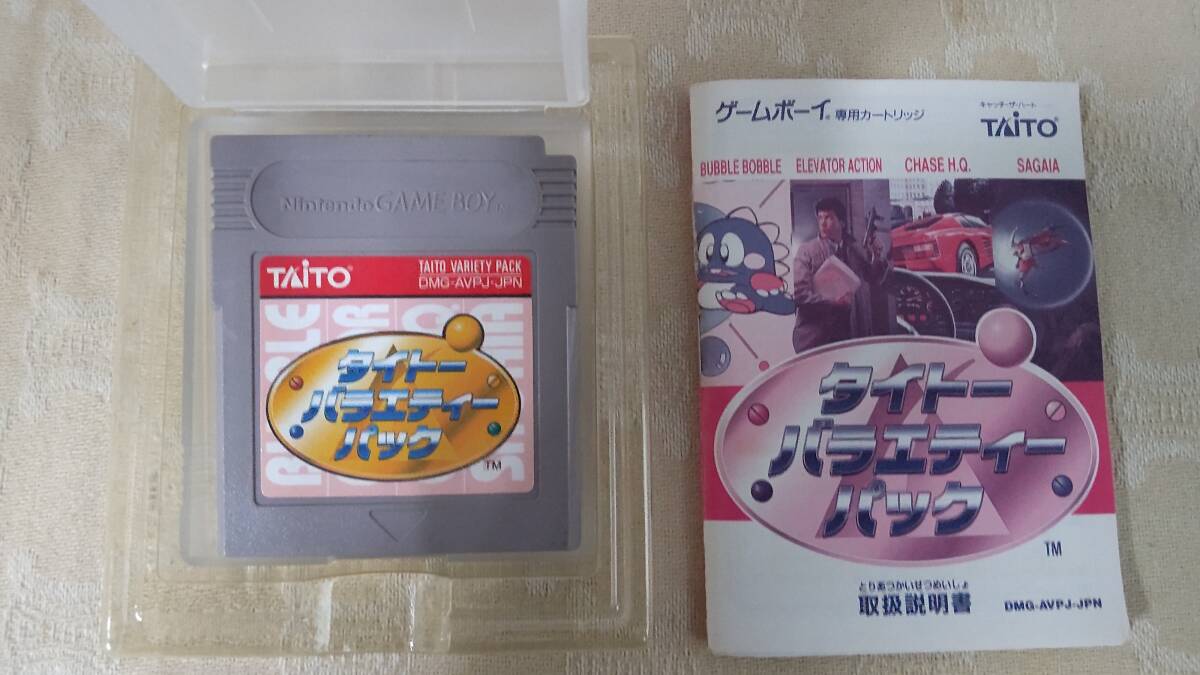 Nintendo GAME BOY
TAITO
TAITO VARIETY PACK
DMG-AVPJ-JPN
タイトー
バラエティー
パック
TM
ゲームボーイ® 専用カートリッジ
キャッチ・ザ・ハート
TAITO
BUBBLE BOBBLE
ELEVATOR ACTION
CHASE H.Q.
SAGAIA
タイトー
バラエティー
パック
TM
とりあつかいせつめいしょ
取扱説明書
DMG-AVPJ-JPN